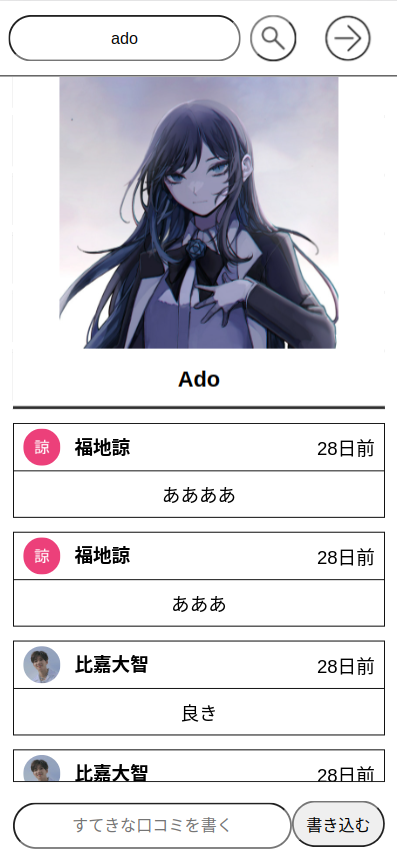 ado
Ado
諒 福地諒 28日前
ああああ
諒 福地諒 28日前
あああ
比嘉大智 28日前
良き
比嘉大智 28日前
すてきな口コミを書く 書き込む